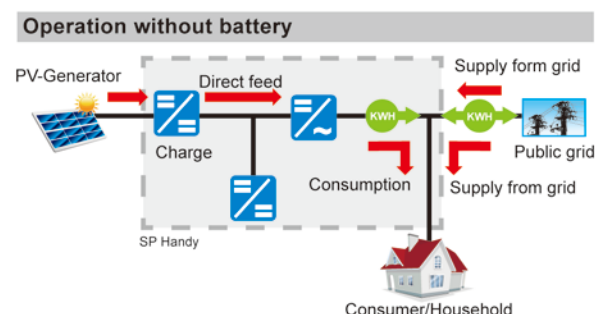 Operation without battery
PV-Generator
Direct feed
Supply form grid
KWH
KWH
Charge
Public grid
Consumption
Supply from grid
SP Handy
Consumer/Household